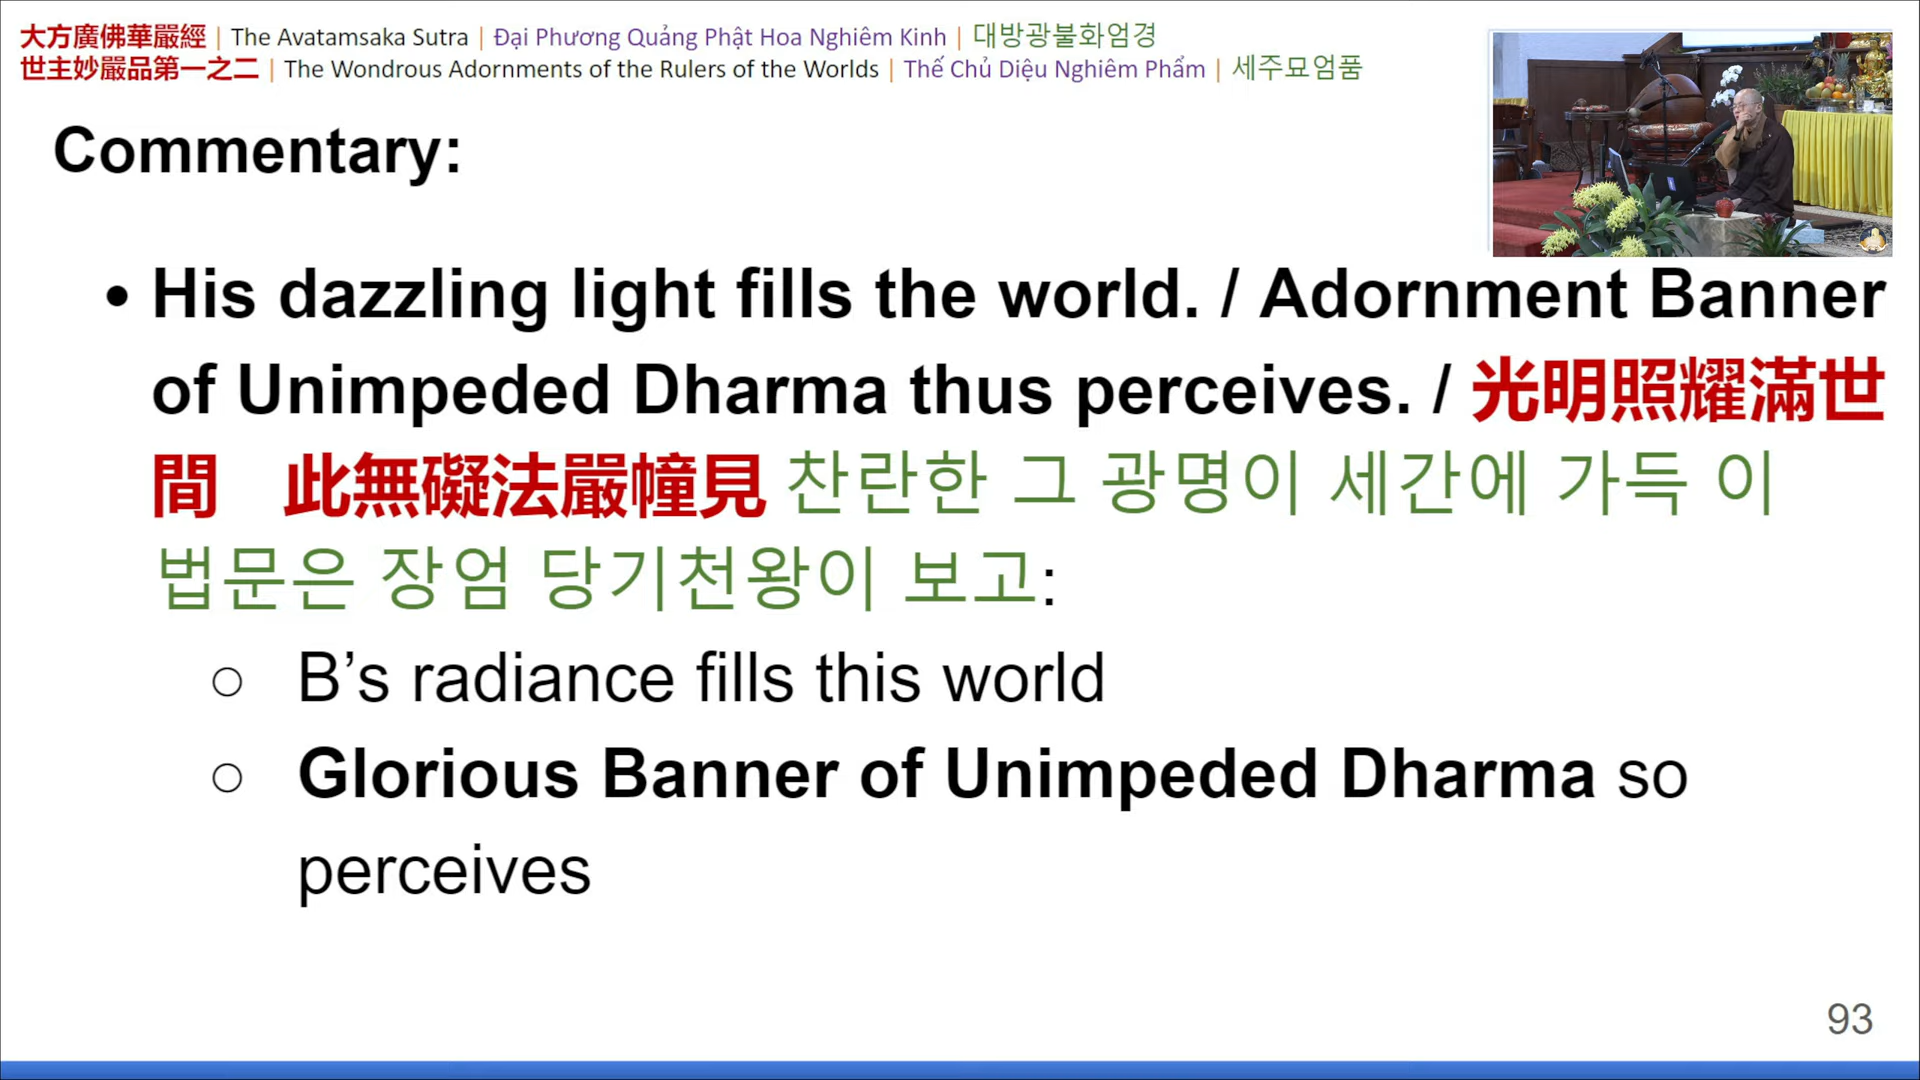 大方廣佛華嚴經 | The Avatamsaka Sutra | Đại Phương Quảng Phật Hoa Nghiêm Kinh | 대방광불화엄경
世主妙嚴品第一之二 | The Wondrous Adornments of the Rulers of the Worlds | Thế Chủ Diệu Nghiêm Phẩm | 세주묘엄품
Commentary:
• His dazzling light fills the world. / Adornment Banner
of Unimpeded Dharma thus perceives. / 光明照耀滿世
間　此無礙法嚴幢見 찬란한 그 광명이 세간에 가득 이
법문은 장엄 당기천왕이 보고:
○ B’s radiance fills this world
○ Glorious Banner of Unimpeded Dharma so
perceives
93